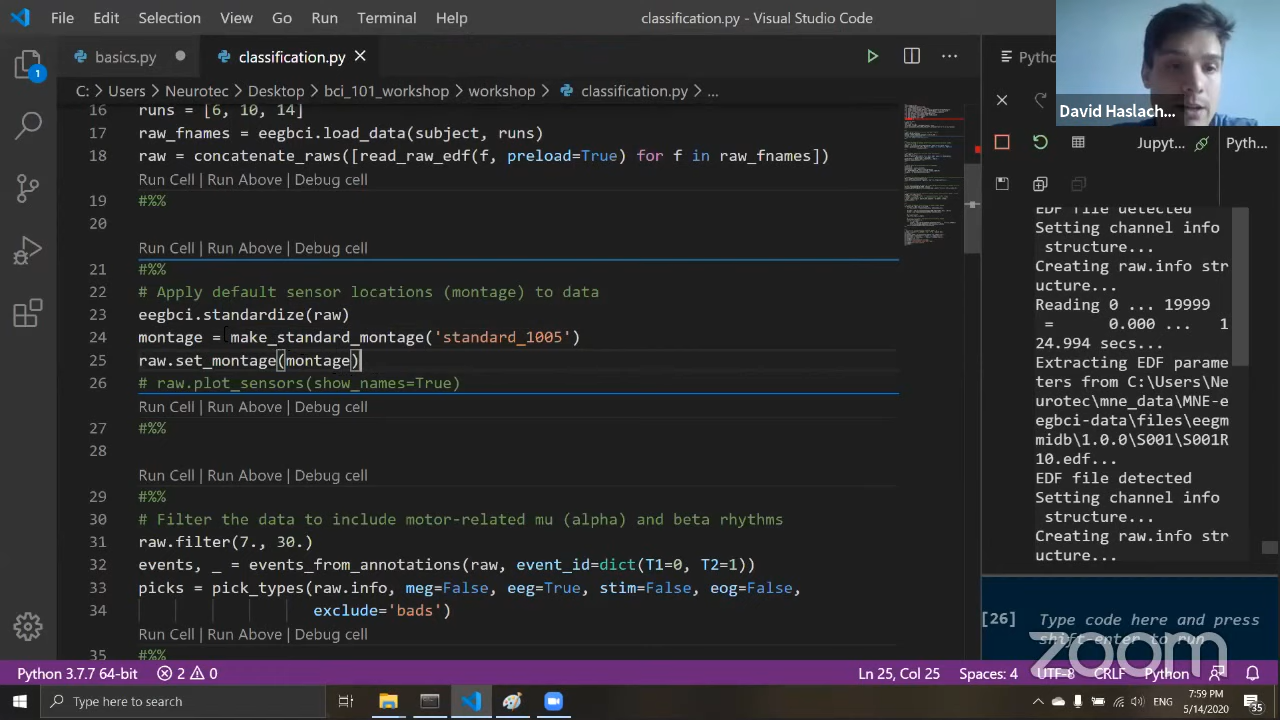 File Edit Selection View Go Run Terminal Help classification.py - Visual Studio Code
basics.py classification.py
C: > Users > Neurotec > Desktop > bci_101_workshop > workshop > classification.py > ...
16 runs = [6, 10, 14]
17 raw_fnames = eegbci.load_data(subject, runs)
18 raw = concatenate_raws([read_raw_edf(f, preload=True) for f in raw_fnames])
Run Cell | Run Above | Debug cell
19 #%%
20
Run Cell | Run Above | Debug cell
21 #%%
22 # Apply default sensor locations (montage) to data
23 eegbci.standardize(raw)
24 montage = make_standard_montage('standard_1005')
25 raw.set_montage(montage)
26 # raw.plot_sensors(show_names=True)
Run Cell | Run Above | Debug cell
27 #%%
28
Run Cell | Run Above | Debug cell
29 #%%
30 # Filter the data to include motor-related mu (alpha) and beta rhythms
31 raw.filter(7., 30.)
32 events, _ = events_from_annotations(raw, event_id=dict(T1=0, T2=1))
33 picks = pick_types(raw.info, meg=False, eeg=True, stim=False, eog=False,
34 exclude='bads')
Run Cell | Run Above | Debug cell
35 #%%
Pytho
David Haslach...
Jupyt... Pyth...
EDF file detected
Setting channel info
structure...
Creating raw.info str
ucture...
Reading 0 ... 19999
= 0.000 ... 1
24.994 secs...
Extracting EDF parame
ters from C:\Users\Ne
urotec\mne_data\MNE-e
egbci-data\files\eegm
midb\1.0.0\S001\S001R
10.edf...
EDF file detected
Setting channel info
structure...
Creating raw.info str
ucture...
[26] Type code here and press
shift-enter to run
zoom
Python 3.7.7 64-bit 2 0 Ln 25, Col 25 Spaces: 4 UTF-8 CRLF Python
Type here to search ENG 7:59 PM
5/14/2020 35